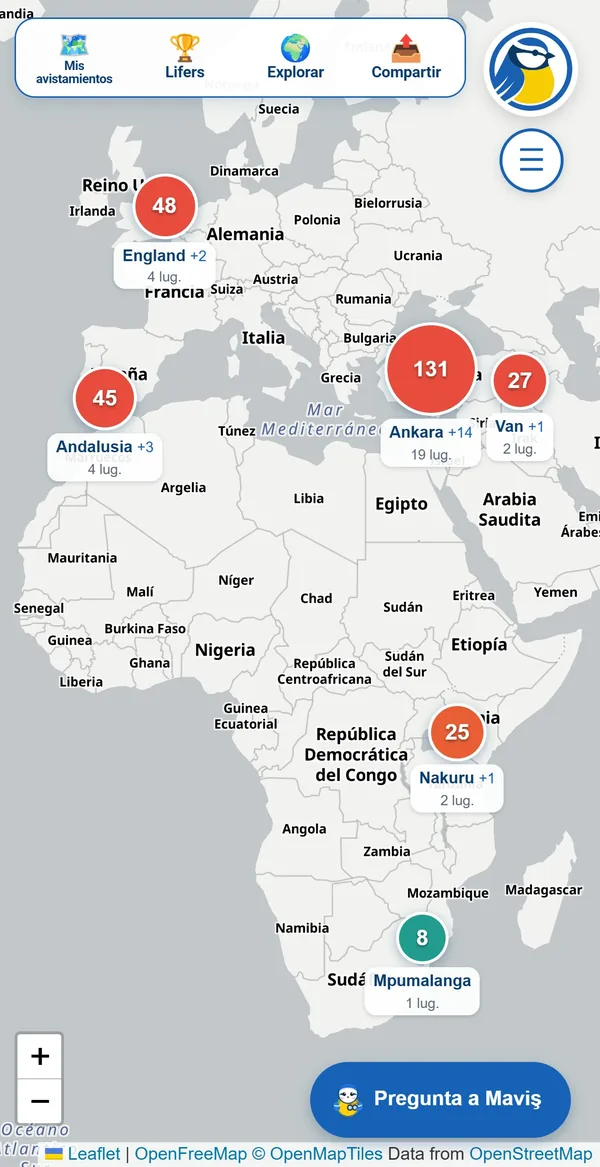 Mis
avistamientos
Lifers
Explorar
Compartir
Suecia
Dinamarca
Reino U
48
Irlanda
Bielorrusia
Polonia
Alemania
England +2
4 lug.
Ucrania
Austria
Francia
Suiza
Rumania
Italia
Bulgaria
131
27
Grecia
45
Mar
Mediterráne
Túnez
Ankara +14
19 lug.
Van +1
2 lug.
Andalusia +3
4 lug.
Argelia
Libia
Egipto
Arabia
Saudita
Emi
Árabes
Mauritania
Malí
Níger
Chad
Sudán
Eritrea
Yemen
Senegal
Guinea
Burkina Faso
Ghana
Nigeria
Etiopía
Liberia
República
Centroafricana
Sudán
del Sur
Guinea
Ecuatorial
25
República
Democrática
del Congo
Nakuru +1
2 lug.
Angola
Zambia
Mozambique
Madagascar
Namibia
8
Sudá
Mpumalanga
1 lug.
+
−
Pregunta a Maviş
Océano
Leaflet | OpenFreeMap © OpenMapTiles Data from OpenStreetMap